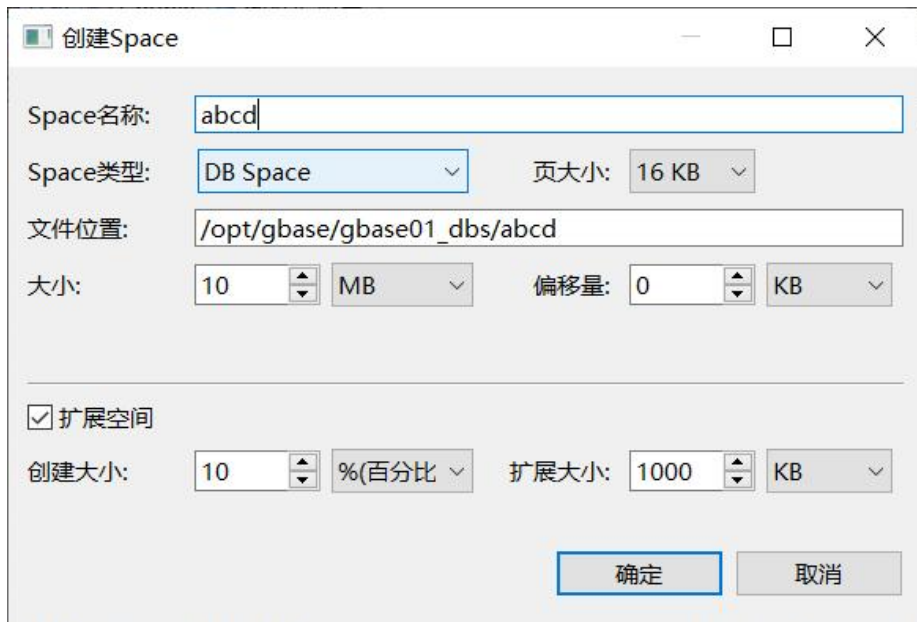 创建Space
Space名称: abcd
Space类型: DB Space 页大小: 16 KB
文件位置: /opt/gbase/gbase01_dbs/abcd
大小: 10 MB 偏移量: 0 KB
扩展空间
创建大小: 10 %(百分比 扩展大小: 1000 KB
确定 取消